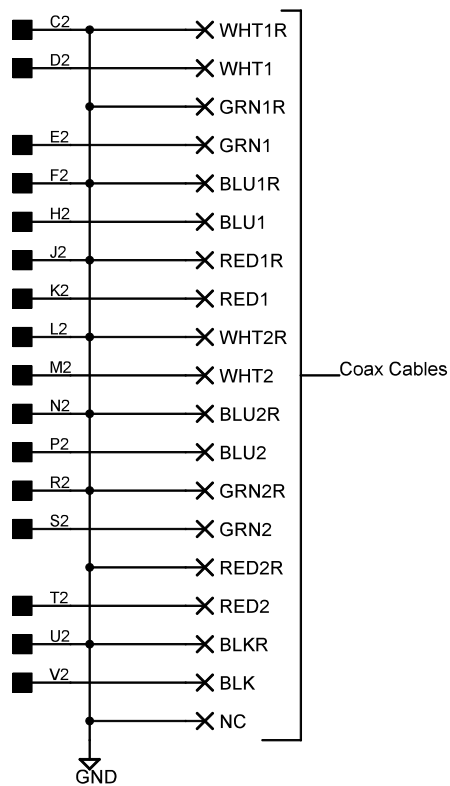 C2 WHT1R
D2 WHT1
GRN1R
E2 GRN1
F2 BLU1R
H2 BLU1
J2 RED1R
K2 RED1
L2 WHT2R
M2 WHT2
Coax Cables
N2 BLU2R
P2 BLU2
R2 GRN2R
S2 GRN2
RED2R
T2 RED2
U2 BLKR
V2 BLK
NC
GND